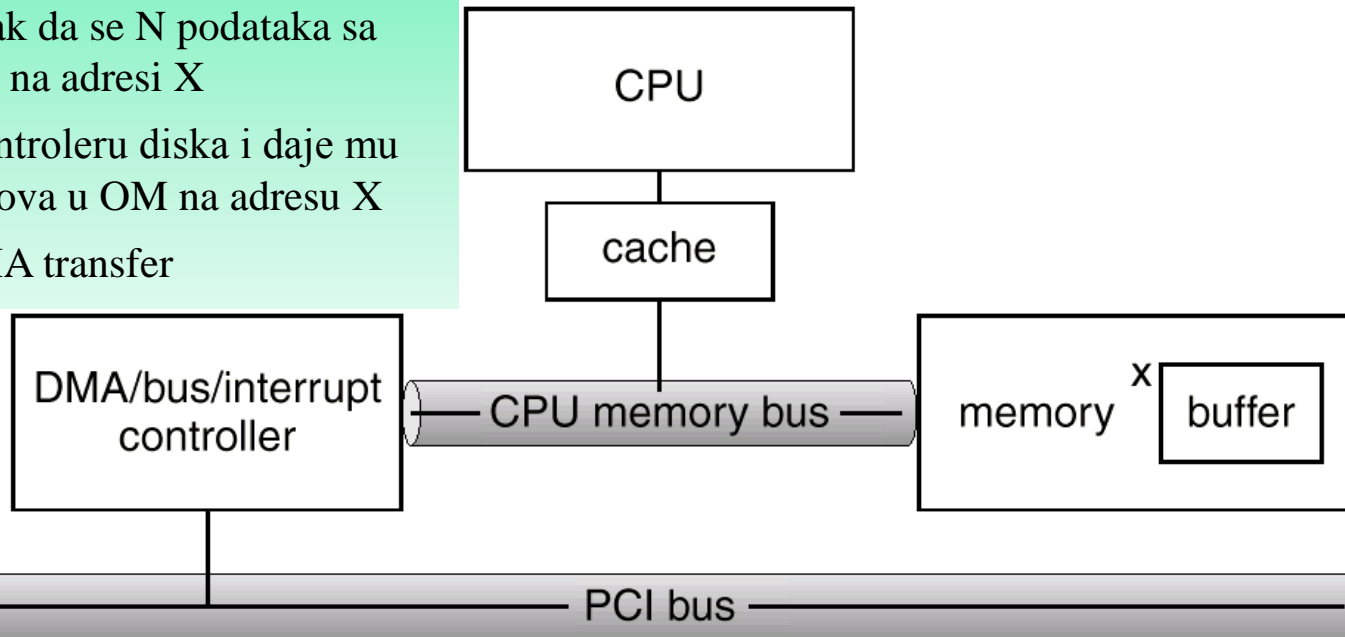 ak da se N podataka sa
na adresi X
ntroleru diska i daje mu
ova u OM na adresu X
IA transfer
CPU
cache
DMA/bus/interrupt
controller
CPU memory bus
memory
x
buffer
PCI bus